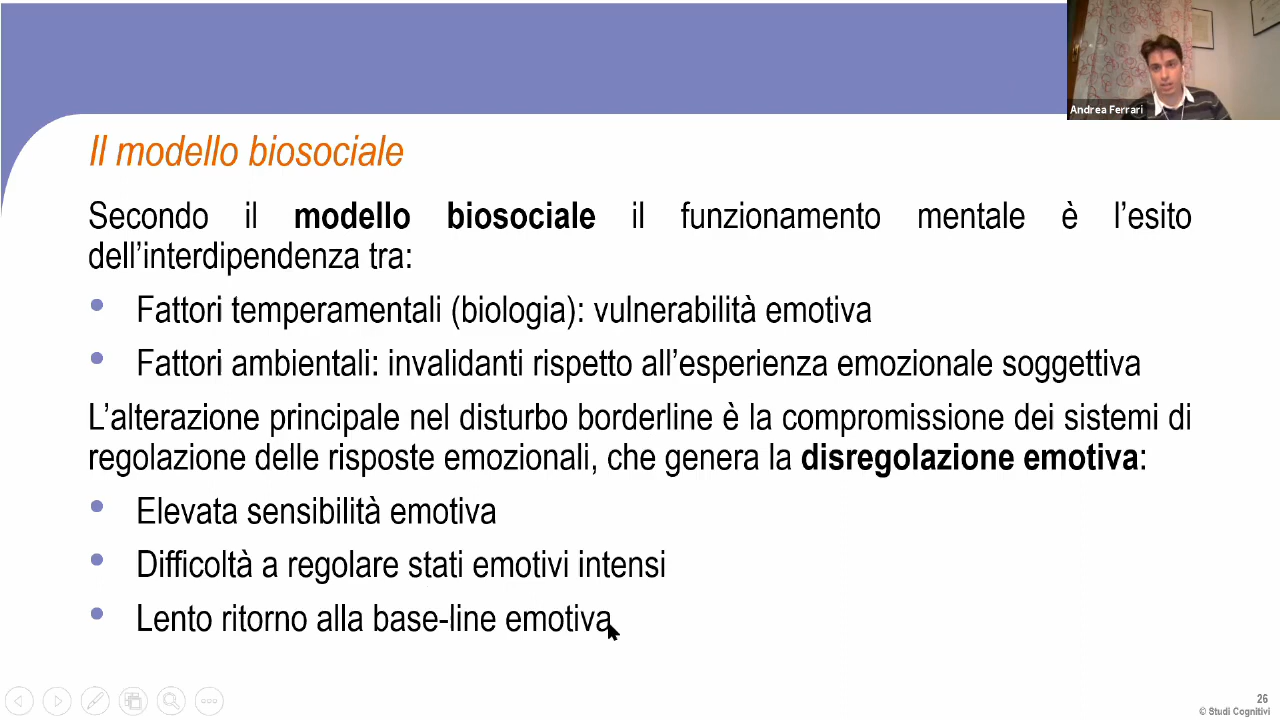 Andrea Ferrari
Il modello biosociale
Secondo il modello biosociale il funzionamento mentale è l’esito
dell’interdipendenza tra:
• Fattori temperamentali (biologia): vulnerabilità emotiva
• Fattori ambientali: invalidanti rispetto all’esperienza emozionale soggettiva
L’alterazione principale nel disturbo borderline è la compromissione dei sistemi di
regolazione delle risposte emozionali, che genera la disregolazione emotiva:
• Elevata sensibilità emotiva
• Difficoltà a regolare stati emotivi intensi
• Lento ritorno alla base-line emotiva
26
© Studi Cognitivi